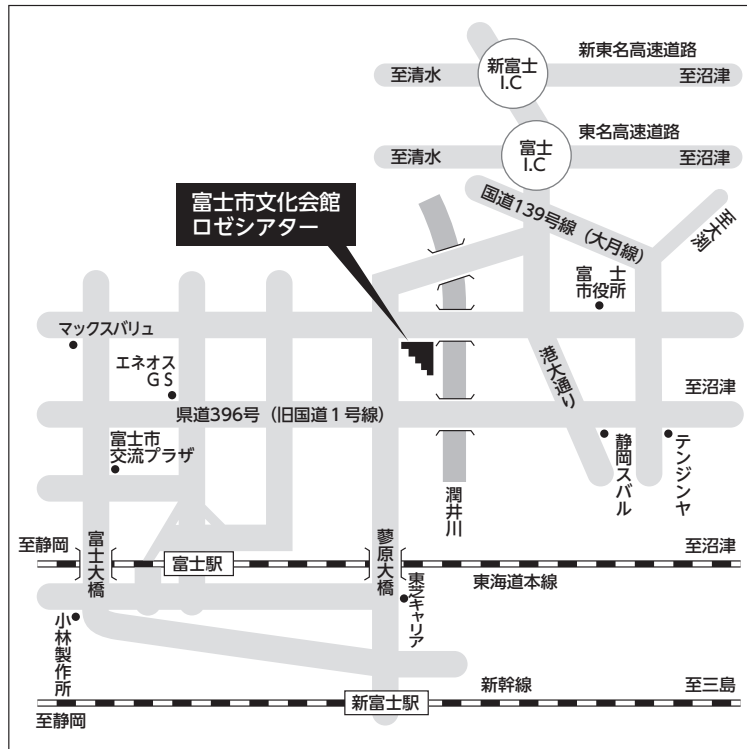 新東名高速道路
至清水
新富士
I.C
至沼津
東名高速道路
至清水
富士
I.C
至沼津
富士市文化会館
ロゼシアター
国道139号線（大月線）
至大渕
富士
市役所
マックスバリュ
エネオス
GS
港大通り
至沼津
県道396号（旧国道1号線）
富士市
交流プラザ
静岡スバル
テンジンヤ
潤井川
至静岡
富士大橋
富士駅
蓼原大橋
至沼津
東海道本線
東芝キャリア
小林製作所
新幹線
至三島
新富士駅
至静岡